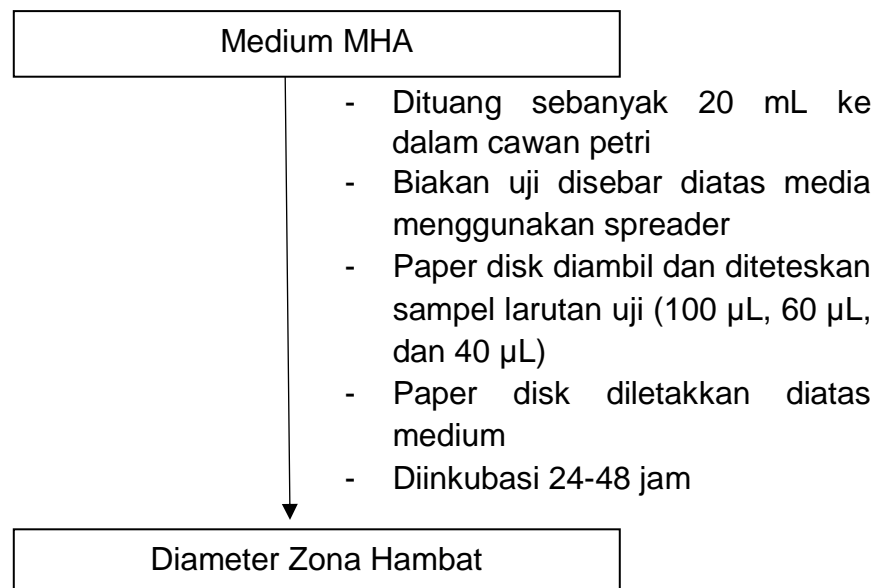 Medium MHA
- Dituang sebanyak 20 mL ke
dalam cawan petri
- Biakan uji disebar diatas media
menggunakan spreader
- Paper disk diambil dan diteteskan
sampel larutan uji (100 µL, 60 µL,
dan 40 µL)
- Paper disk diletakkan diatas
medium
- Diinkubasi 24-48 jam
Diameter Zona Hambat